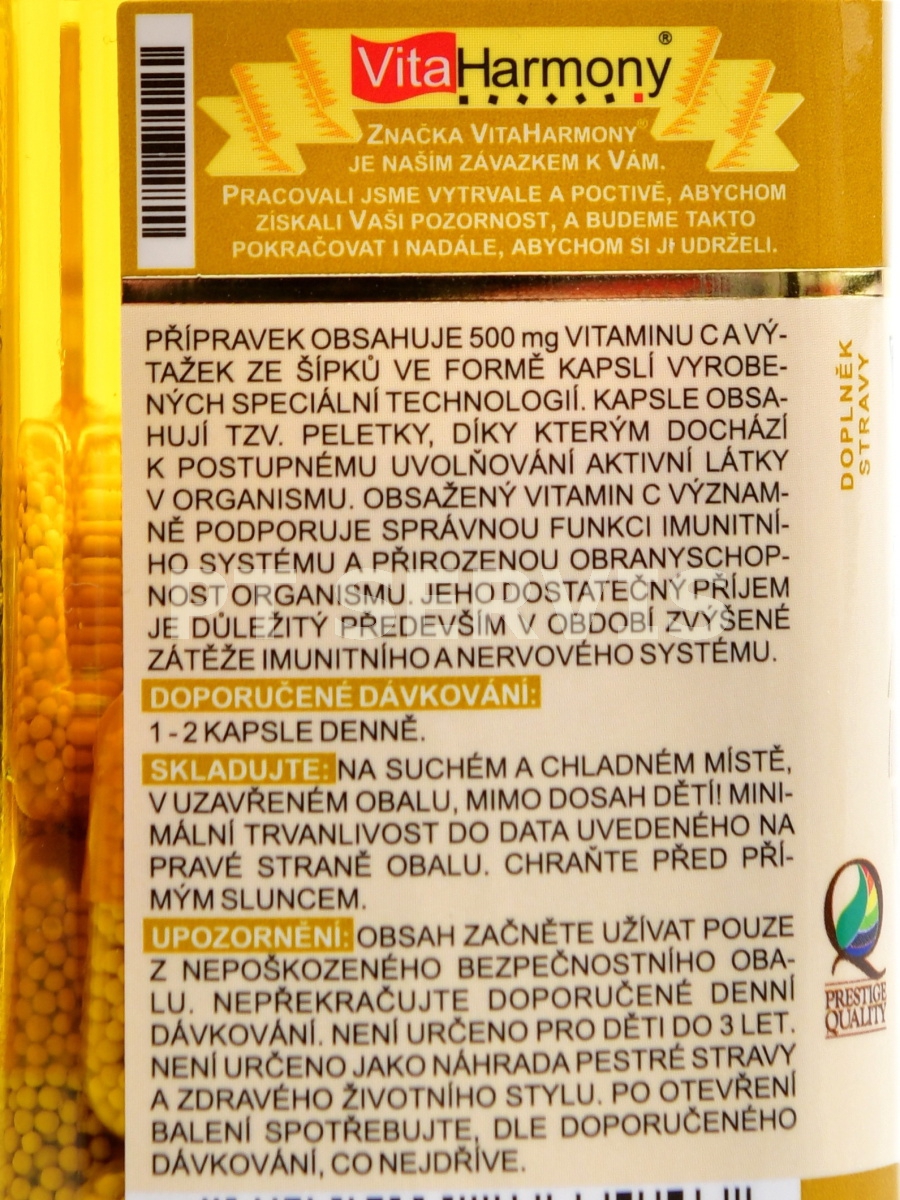 VitaHarmony®
ZNAČKA VITAHARMONY®
JE NAŠÍM ZÁVAZKEM K VÁM.
PRACOVALI JSME VYTRVALE A POCTIVĚ, ABYCHOM
ZÍSKALI VAŠI POZORNOST, A BUDEME TAKTO
POKRAČOVAT I NADÁLE, ABYCHOM SI JI UDRŽELI.
PŘÍPRAVEK OBSAHUJE 500 mg VITAMINU C A VÝ-
TAŽEK ZE ŠÍPKŮ VE FORMĚ KAPSLÍ VYROBE-
NÝCH SPECIÁLNÍ TECHNOLOGIÍ. KAPSLE OBSA-
HUJÍ TZV. PELETKY, DÍKY KTERÝM DOCHÁZÍ
K POSTUPNÉMU UVOLŇOVÁNÍ AKTIVNÍ LÁTKY
V ORGANISMU. OBSAŽENÝ VITAMIN C VÝZNAM-
NĚ PODPORUJE SPRÁVNOU FUNKCI IMUNITNÍ-
HO SYSTÉMU A PŘIROZENOU OBRANYSCHOP-
NOST ORGANISMU. JEHO DOSTATEČNÝ PŘÍJEM
JE DŮLEŽITÝ PŘEDEVŠÍM V OBDOBÍ ZVÝŠENÉ
ZÁTĚŽE IMUNITNÍHO A NERVOVÉHO SYSTÉMU.
DOPORUČENÉ DÁVKOVÁNÍ:
1 - 2 KAPSLE DENNĚ.
SKLADUJTE: NA SUCHÉM A CHLADNÉM MÍSTĚ,
V UZAVŘENÉM OBALU, MIMO DOSAH DĚTÍ! MINI-
MÁLNÍ TRVANLIVOST DO DATA UVEDENÉHO NA
PRAVÉ STRANĚ OBALU. CHRAŇTE PŘED PŘÍ-
MÝM SLUNCEM.
UPOZORNĚNÍ: OBSAH ZAČNĚTE UŽÍVAT POUZE
Z NEPOŠKOZENÉHO BEZPEČNOSTNÍHO OBA-
LU. NEPŘEKRAČUJTE DOPORUČENÉ DENNÍ
DÁVKOVÁNÍ. NENÍ URČENO PRO DĚTI DO 3 LET.
NENÍ URČENO JAKO NÁHRADA PESTRÉ STRAVY
A ZDRAVÉHO ŽIVOTNÍHO STYLU. PO OTEVŘENÍ
BALENÍ SPOTŘEBUJTE, DLE DOPORUČENÉHO
DÁVKOVÁNÍ, CO NEJDŘÍVE.
DOPLNĚK
STRAVY
PRESTIGE
QUALITY